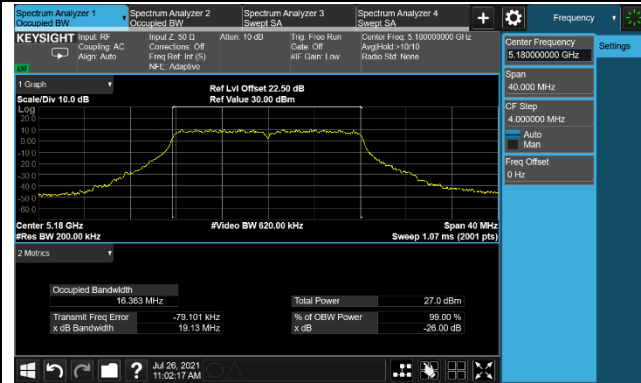 Spectrum Analyzer 1
Occupied BW
Spectrum Analyzer 2
Occupied BW
Spectrum Analyzer 3
Swept SA
Spectrum Analyzer 4
Swept SA
+
Frequency
KEYSIGHT
Input: RF
Coupling: AC
Align: Auto
Input Z: 50 Ω
Corrections: Off
Freq Ref: Int (S)
NFE: Adaptive
Atten: 10 dB
Trig: Free Run
Gate: Off
#IF Gain: Low
Center Freq: 5.180000000 GHz
Avg|Hold:>10/10
Radio Std: None
Center Frequency
5.180000000 GHz
Settings
Span
40.000 MHz
CF Step
4.000000 MHz
Auto
Man
Freq Offset
0 Hz
1 Graph
Scale/Div 10.0 dB
Ref Lvl Offset 22.50 dB
Ref Value 30.00 dBm
Log
20.0
10.0
0.00
-10.0
-20.0
-30.0
-40.0
-50.0
-60.0
Center 5.18 GHz
#Res BW 200.00 kHz
#Video BW 620.00 kHz
Span 40 MHz
Sweep 1.07 ms (2001 pts)
2 Metrics
Occupied Bandwidth
16.363 MHz
Transmit Freq Error -79.101 kHz
x dB Bandwidth 19.13 MHz
Total Power 27.0 dBm
% of OBW Power 99.00 %
x dB -26.00 dB
?
Jul 26, 2021
11:02:17 AM